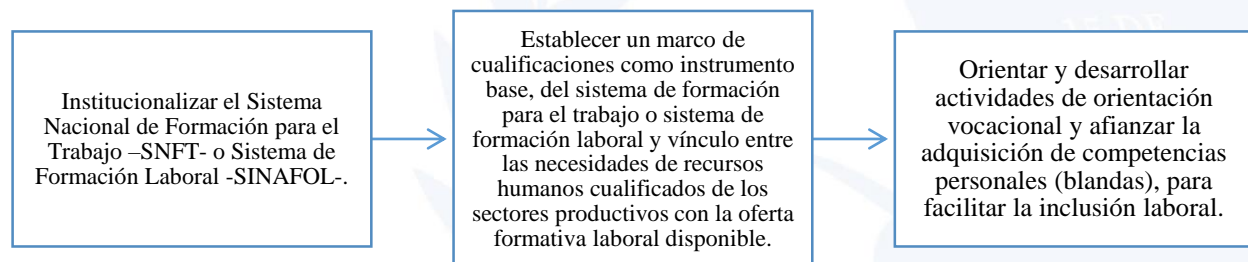 Institucionalizar el Sistema
Nacional de Formación para el
Trabajo –SNFT- o Sistema de
Formación Laboral -SINAFOL-.
Establecer un marco de
cualificaciones como instrumento
base, del sistema de formación
para el trabajo o sistema de
formación laboral y vínculo entre
las necesidades de recursos
humanos cualificados de los
sectores productivos con la oferta
formativa laboral disponible.
Orientar y desarrollar
actividades de orientación
vocacional y afianzar la
adquisición de competencias
personales (blandas), para
facilitar la inclusión laboral.